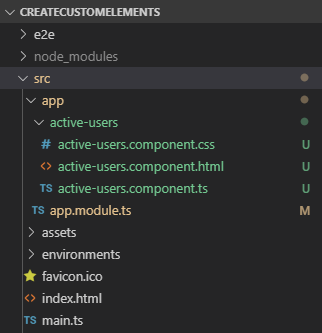 CREATECUSTOMELEMENTS
e2e
node_modules
src
app
active-users
# active-users.component.css U
<> active-users.component.html U
TS active-users.component.ts U
TS app.module.ts M
assets
environments
favicon.ico
<> index.html
TS main.ts